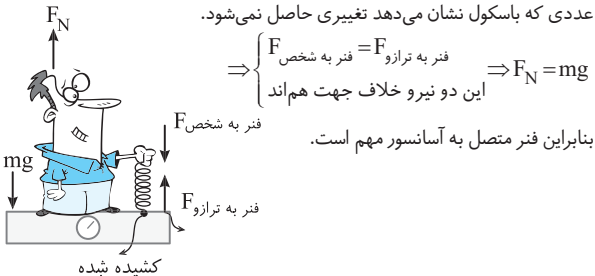 عددی که باسکول نشان می‌دهد تغییری حاصل نمی‌شود.
⇒ { F فنر به شخص = F فنر به ترازو
این دو نیرو خلاف جهت هم‌اند ⇒ F_N = mg
بنابراین فنر متصل به آسانسور مهم است.
F_N
F فنر به شخص
mg
F فنر به ترازو
کشیده شده